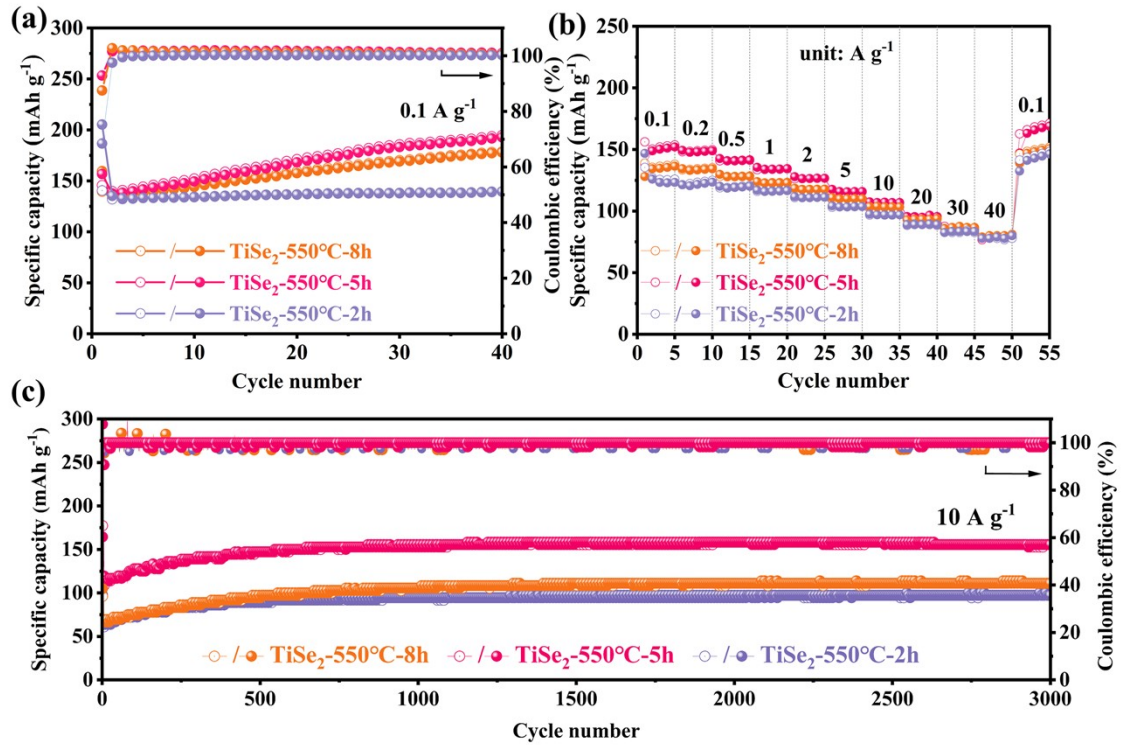 (a)
300
250
200
150
100
50
0
Specific capacity (mAh g-1)
100
80
60
40
20
0
Coulombic efficiency (%)
0.1 A g-1
/ TiSe2-550°C-8h
/ TiSe2-550°C-5h
/ TiSe2-550°C-2h
0 10 20 30 40
Cycle number
(b)
250
200
150
100
50
0
Specific capacity (mAh g-1)
unit: A g-1
0.1 0.2 0.5 1 2 5 10 20 30 40 0.1
/ TiSe2-550°C-8h
/ TiSe2-550°C-5h
/ TiSe2-550°C-2h
0 5 10 15 20 25 30 35 40 45 50 55
Cycle number
(c)
300
250
200
150
100
50
0
Specific capacity (mAh g-1)
100
80
60
40
20
0
Coulombic efficiency (%)
10 A g-1
/ TiSe2-550°C-8h / TiSe2-550°C-5h / TiSe2-550°C-2h
0 500 1000 1500 2000 2500 3000
Cycle number